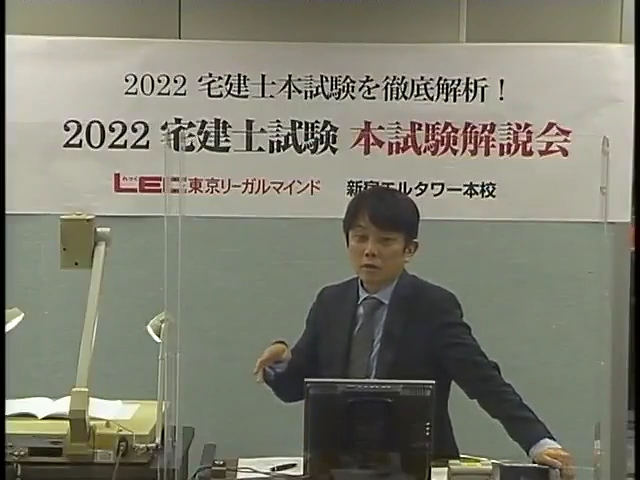 2022 宅建士本試験を徹底解析！
2022 宅建士試験 本試験解説会
LEC東京リーガルマインド 新宿エルタワー本校